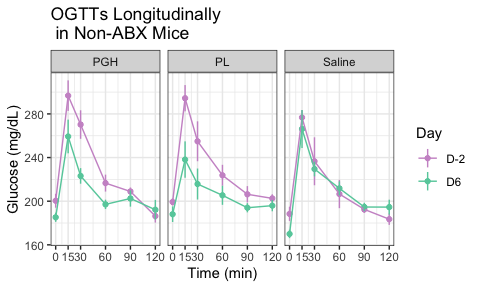 OGTTs Longitudinally
in Non-ABX Mice
PGH PL Saline
Glucose (mg/dL)
280
240
200
160
0 15 30 60 90 120 0 15 30 60 90 120 0 15 30 60 90 120
Time (min)
Day
D-2
D6